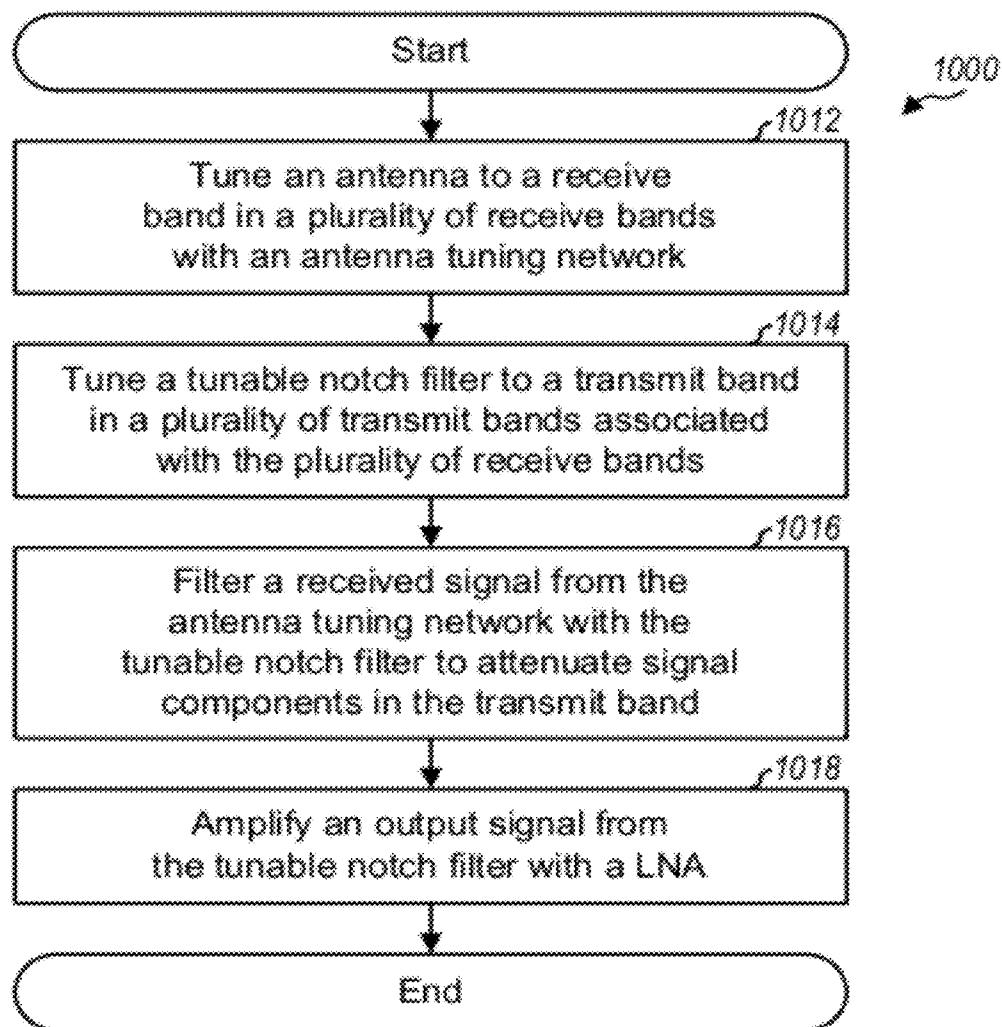 Start
1000
1012
Tune an antenna to a receive
band in a plurality of receive bands
with an antenna tuning network
1014
Tune a tunable notch filter to a transmit band
in a plurality of transmit bands associated
with the plurality of receive bands
1016
Filter a received signal from the
antenna tuning network with the
tunable notch filter to attenuate signal
components in the transmit band
1018
Amplify an output signal from
the tunable notch filter with a LNA
End